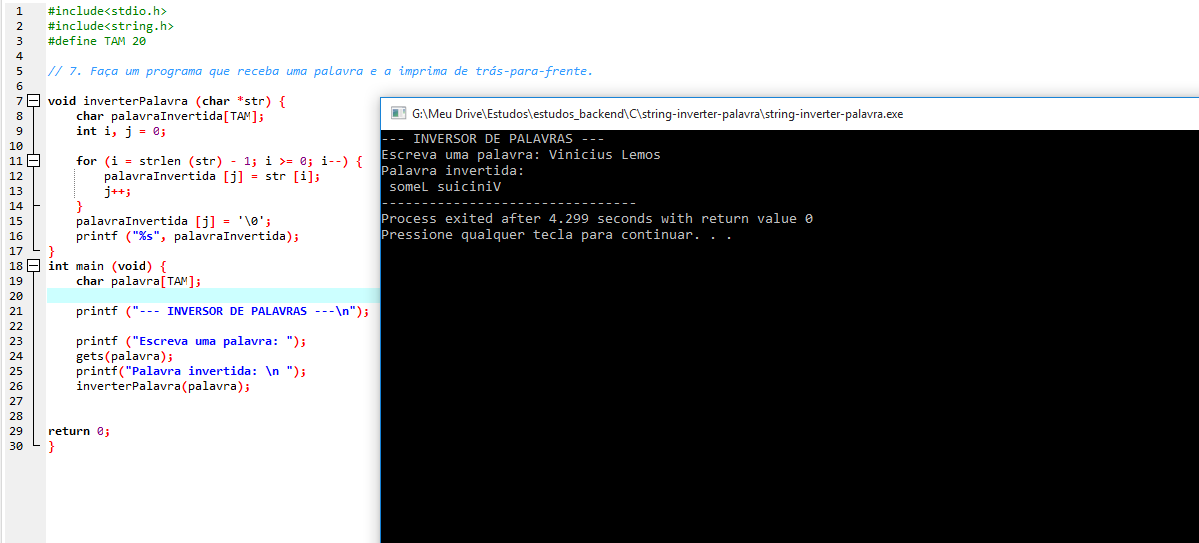 1 #include<stdio.h>
2 #include<string.h>
3 #define TAM 20
4
5 // 7. Faça um programa que receba uma palavra e a imprima de trás-para-frente.
6
7 void inverterPalavra (char *str) {
8 char palavraInvertida[TAM];
9 int i, j = 0;
10
11 for (i = strlen (str) - 1; i >= 0; i--) {
12 palavraInvertida [j] = str [i];
13 j++;
14 }
15 palavraInvertida [j] = '\0';
16 printf ("%s", palavraInvertida);
17 }
18 int main (void) {
19 char palavra[TAM];
20
21 printf ("--- INVERSOR DE PALAVRAS ---\n");
22
23 printf ("Escreva uma palavra: ");
24 gets(palavra);
25 printf("Palavra invertida: \n ");
26 inverterPalavra(palavra);
27
28
29 return 0;
30 }
G:\Meu Drive\Estudos\estudos_backend\C\string-inverter-palavra\string-inverter-palavra.exe
--- INVERSOR DE PALAVRAS ---
Escreva uma palavra: Vinicius Lemos
Palavra invertida:
someL suiciniV
--------------------------------
Process exited after 4.299 seconds with return value 0
Pressione qualquer tecla para continuar. . .